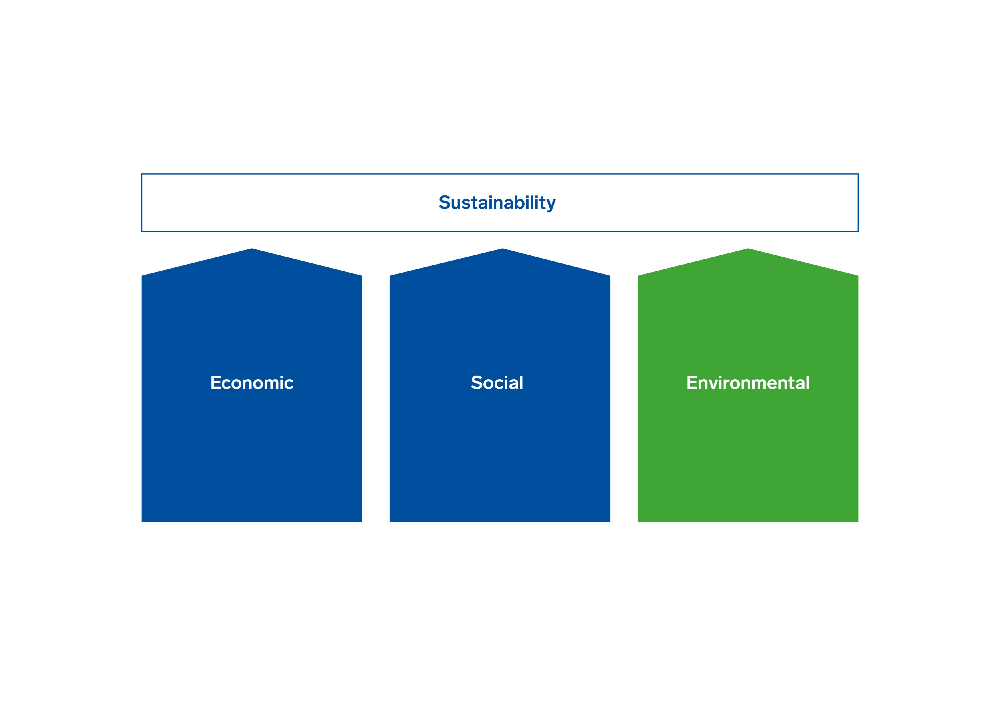 Sustainability
Economic
Social
Environmental